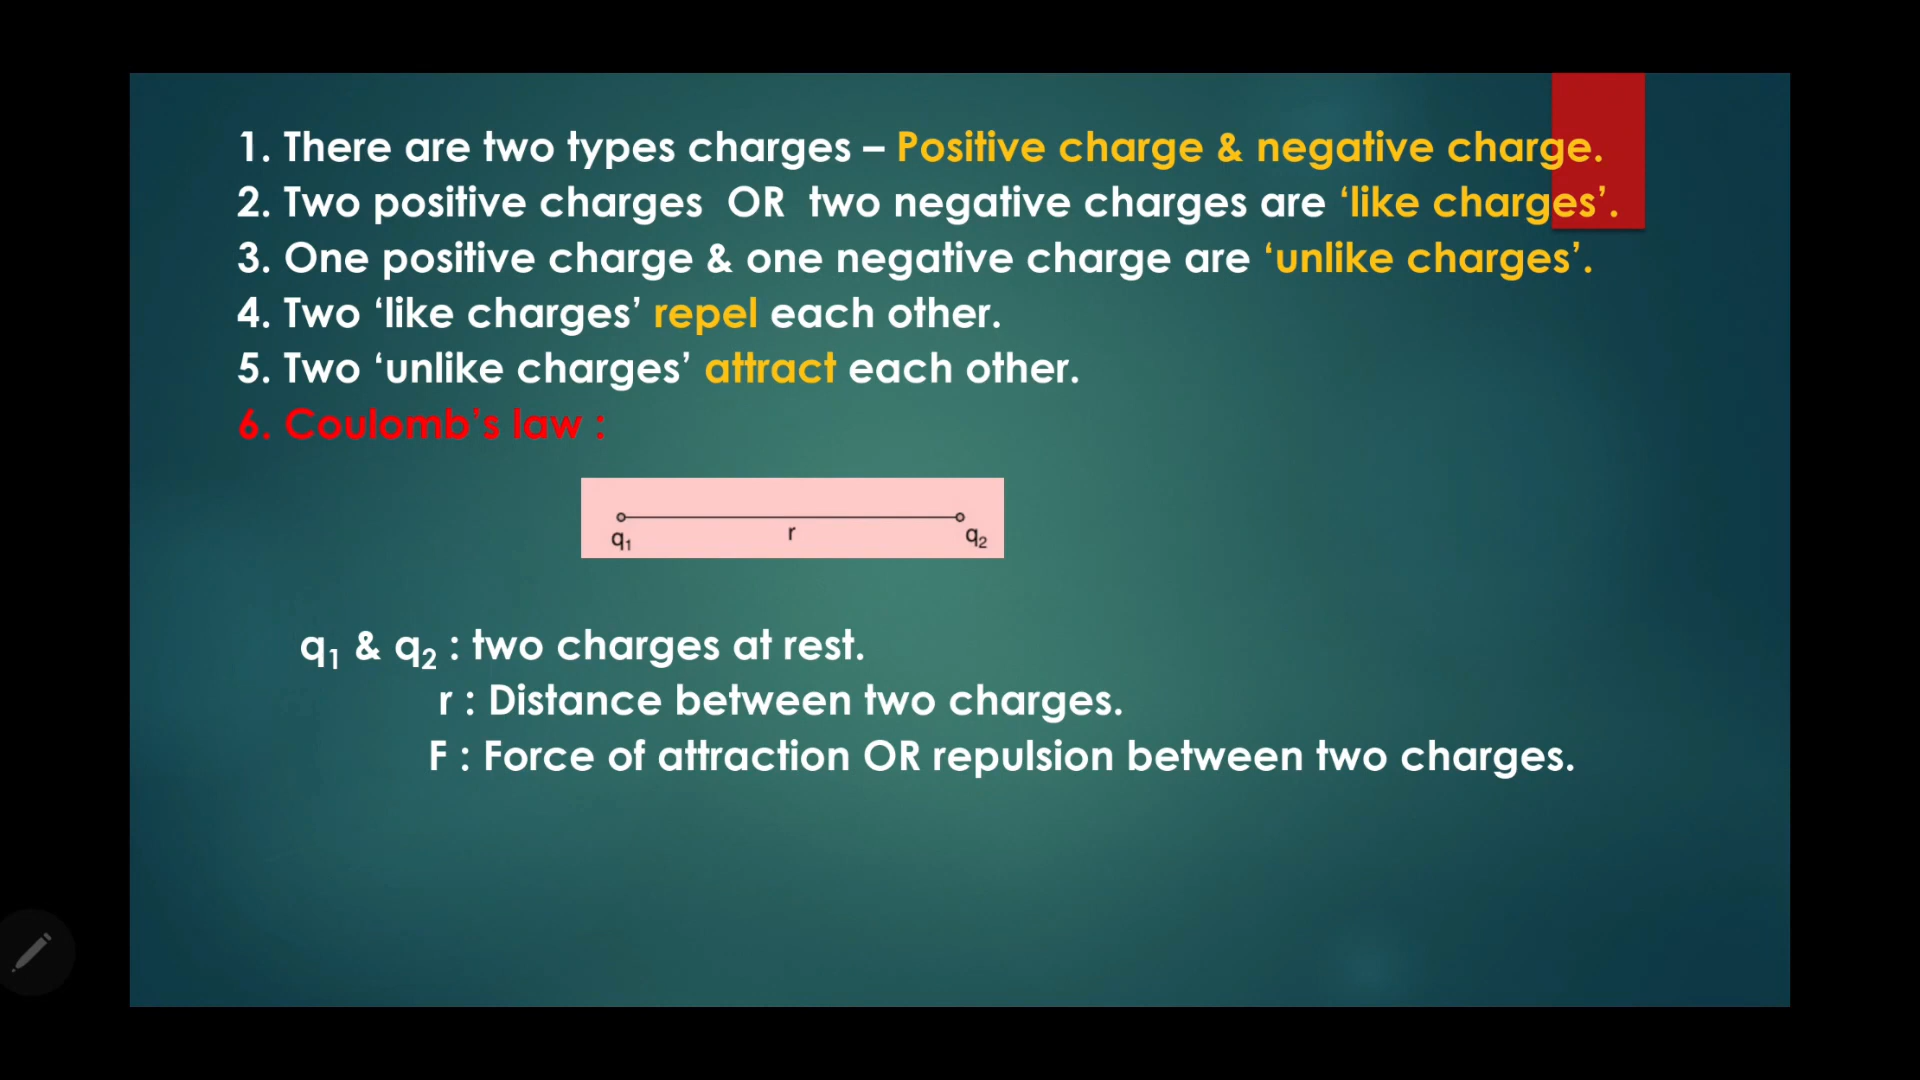 1. There are two types charges – Positive charge & negative charge.
2. Two positive charges OR two negative charges are ‘like charges’.
3. One positive charge & one negative charge are ‘unlike charges’.
4. Two ‘like charges’ repel each other.
5. Two ‘unlike charges’ attract each other.
6. Coulomb’s law :
q₁ r q₂
q₁ & q₂ : two charges at rest.
r : Distance between two charges.
F : Force of attraction OR repulsion between two charges.